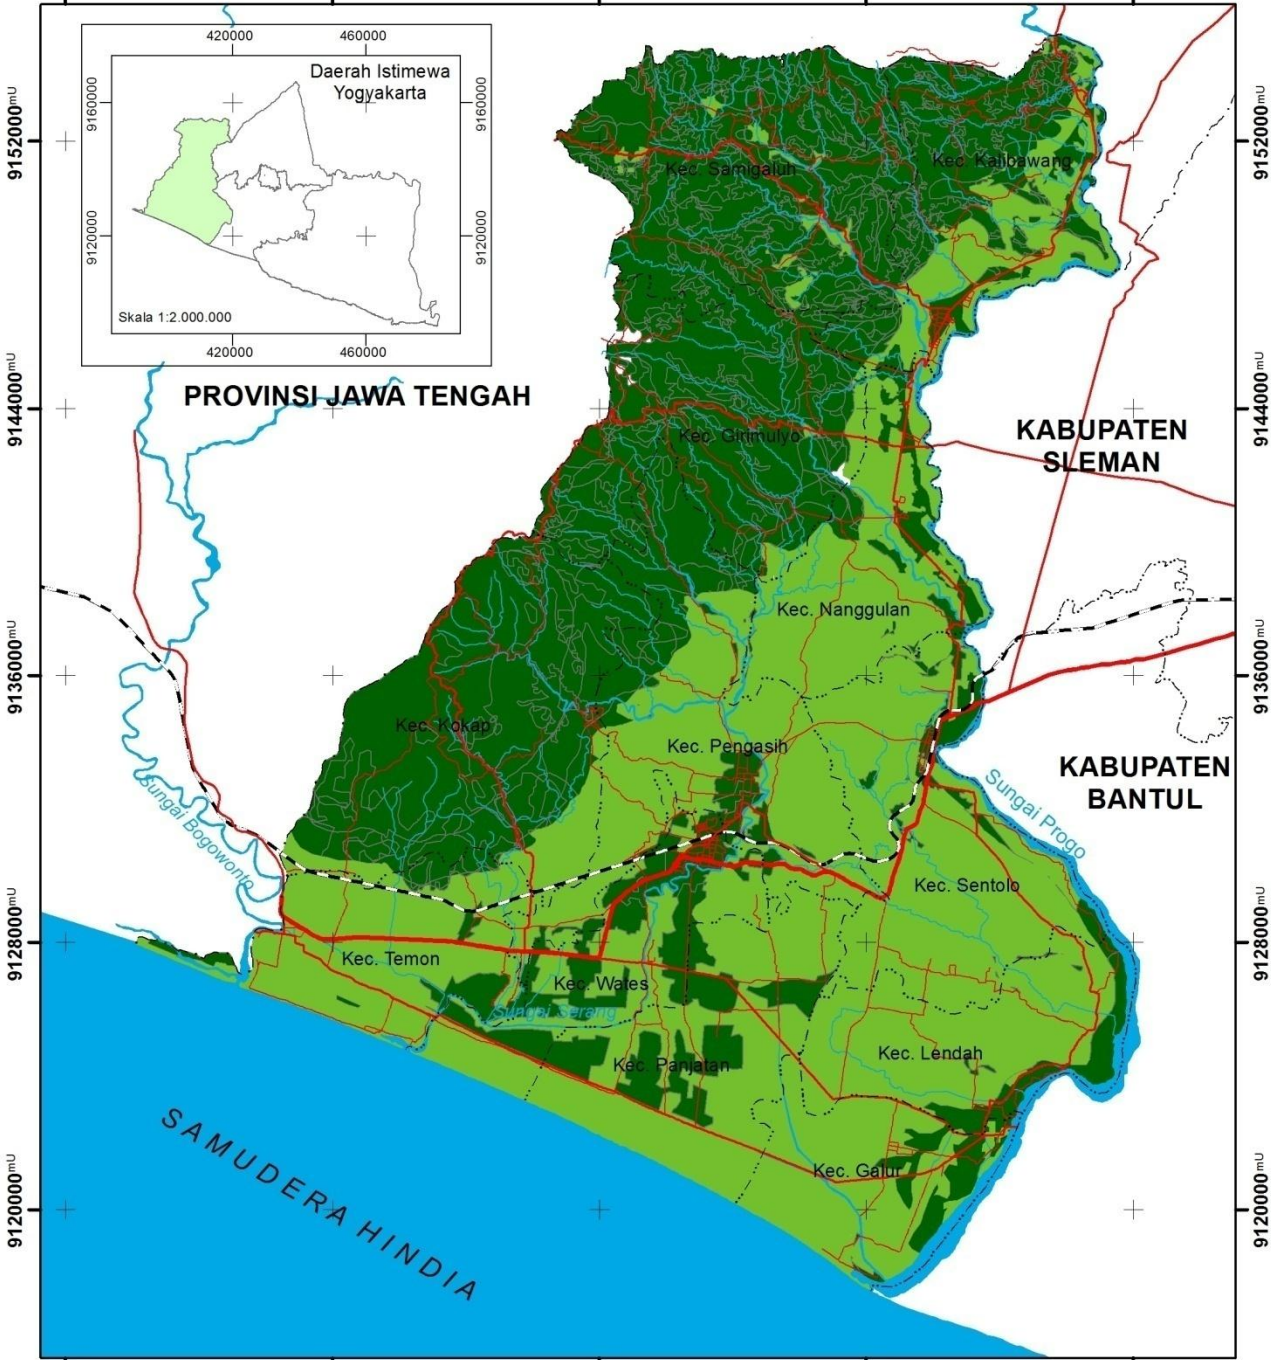 420000
460000
Daerah Istimewa
Yogyakarta
9160000
9160000
9120000
9120000
Skala 1:2.000.000
420000
460000
9152000mU
9152000mU
Kec. Samigaluh
Kec. Kalibawang
PROVINSI JAWA TENGAH
9144000mU
9144000mU
Kec. Girimulyo
KABUPATEN
SLEMAN
Kec. Nanggulan
9136000mU
9136000mU
Kec. Kokap
Kec. Pengasih
KABUPATEN
BANTUL
Sungai Bogowonto
Sungai Progo
Kec. Sentolo
9128000mU
9128000mU
Kec. Temon
Kec. Wates
Sungai Serang
Kec. Lendah
Kec. Panjatan
SAMUDERA HINDIA
Kec. Galur
9120000mU
9120000mU